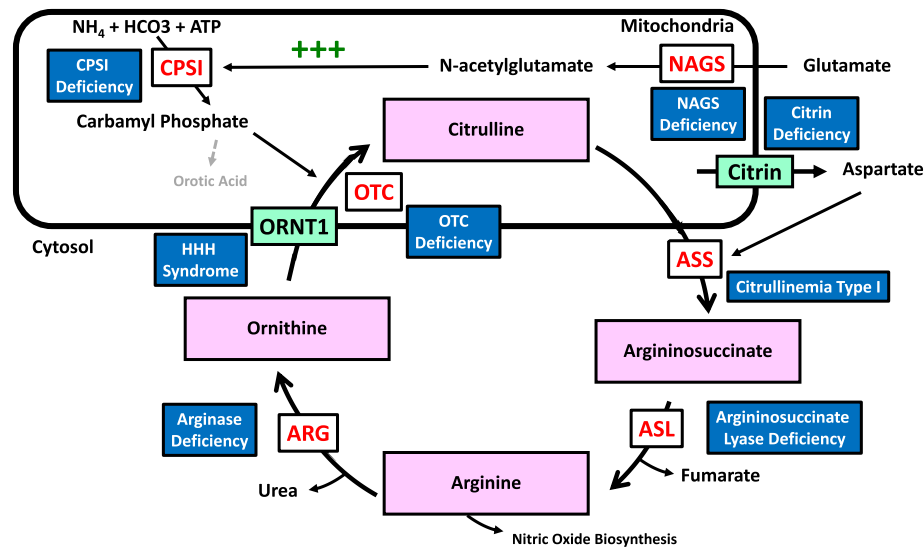 NH4 + HCO3 + ATP
Mitochondria
CPSI
Deficiency
CPSI
+++
N-acetylglutamate
NAGS
Glutamate
NAGS
Deficiency
Citrin
Deficiency
Carbamyl Phosphate
Citrulline
Orotic Acid
OTC
Citrin
Aspartate
ORNT1
OTC
Deficiency
Cytosol
HHH
Syndrome
ASS
Citrullinemia Type I
Ornithine
Argininosuccinate
Arginase
Deficiency
ARG
ASL
Argininosuccinate
Lyase Deficiency
Urea
Arginine
Fumarate
Nitric Oxide Biosynthesis